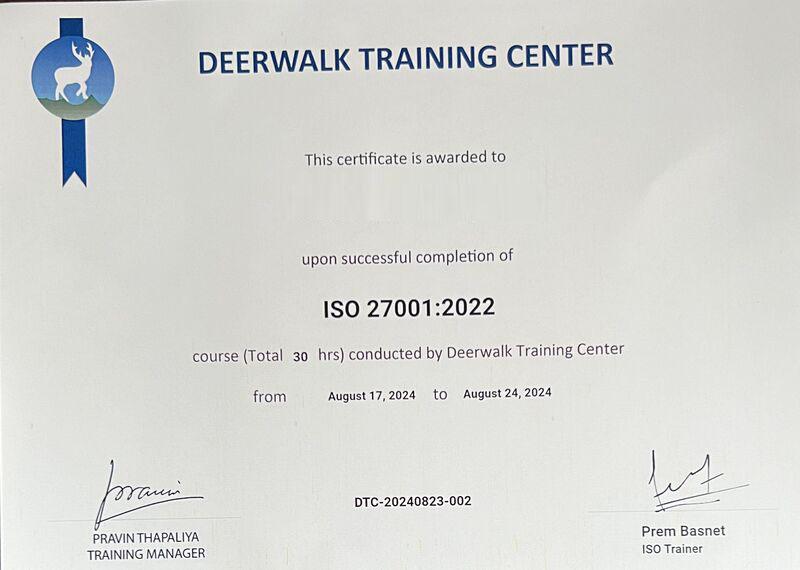 DEERWALK TRAINING CENTER
This certificate is awarded to
upon successful completion of
ISO 27001:2022
course (Total 30 hrs) conducted by Deerwalk Training Center
from August 17, 2024 to August 24, 2024
Pravin
DTC-20240823-002
PRAVIN THAPALIYA
TRAINING MANAGER
Prem Basnet
ISO Trainer